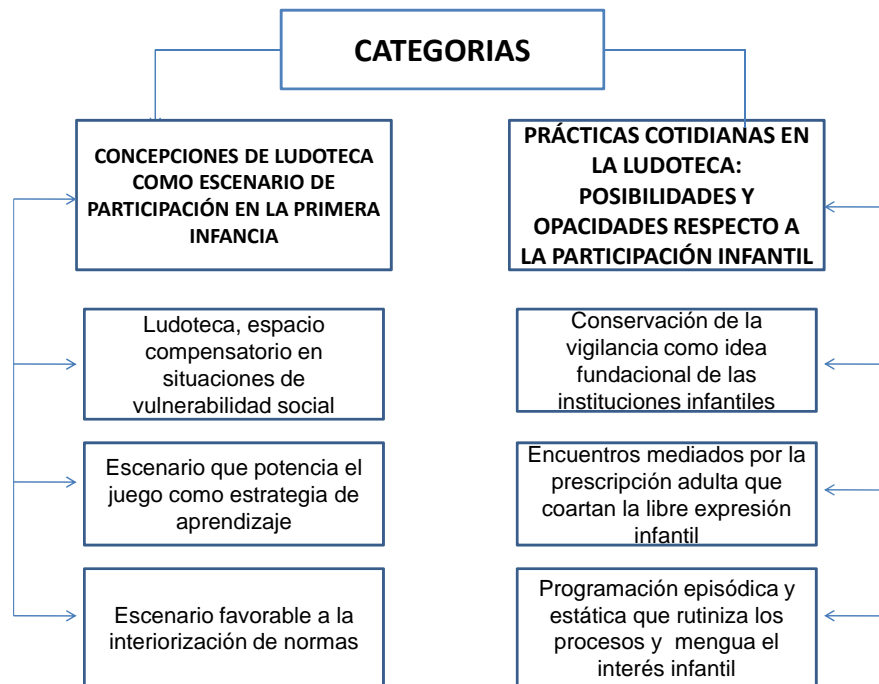 CATEGORIAS
CONCEPCIONES DE LUDOTECA
COMO ESCENARIO DE
PARTICIPACIÓN EN LA PRIMERA
INFANCIA
Ludoteca, espacio
compensatorio en
situaciones de
vulnerabilidad social
Escenario que potencia el
juego como estrategia de
aprendizaje
Escenario favorable a la
interiorización de normas
PRÁCTICAS COTIDIANAS EN
LA LUDOTECA:
POSIBILIDADES Y
OPACIDADES RESPECTO A
LA PARTICIPACIÓN INFANTIL
Conservación de la
vigilancia como idea
fundacional de las
instituciones infantiles
Encuentros mediados por la
prescripción adulta que
coartan la libre expresión
infantil
Programación episódica y
estática que rutiniza los
procesos y mengua el
interés infantil